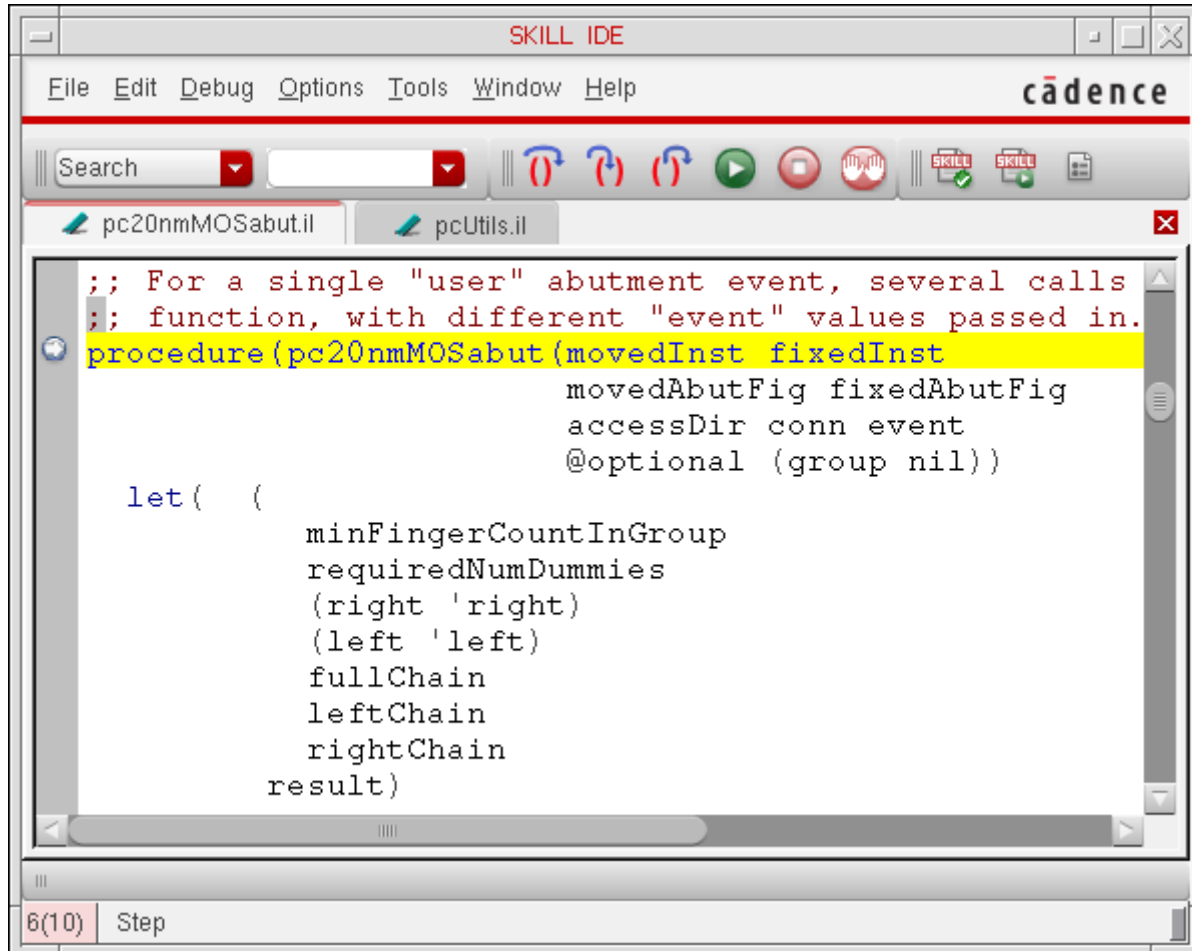 SKILL IDE
File Edit Debug Options Tools Window Help cādence
Search SKILL SKILL
pc20nmMOSabut.il pcUtils.il
;; For a single "user" abutment event, several calls
;; function, with different "event" values passed in.
procedure(pc20nmMOSabut(movedInst fixedInst
movedAbutFig fixedAbutFig
accessDir conn event
@optional (group nil))
let( (
minFingerCountInGroup
requiredNumDummies
(right 'right)
(left 'left)
fullChain
leftChain
rightChain
result)
6(10) Step